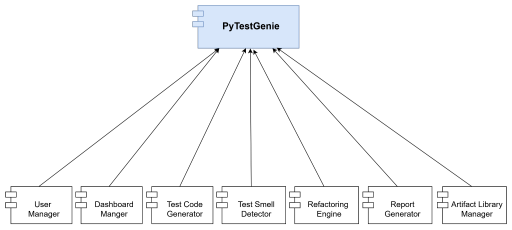 PyTestGenie
User
Manager
Dashboard
Manger
Test Code
Generator
Test Smell
Detector
Refactoring
Engine
Report
Generator
Artifact Library
Manager